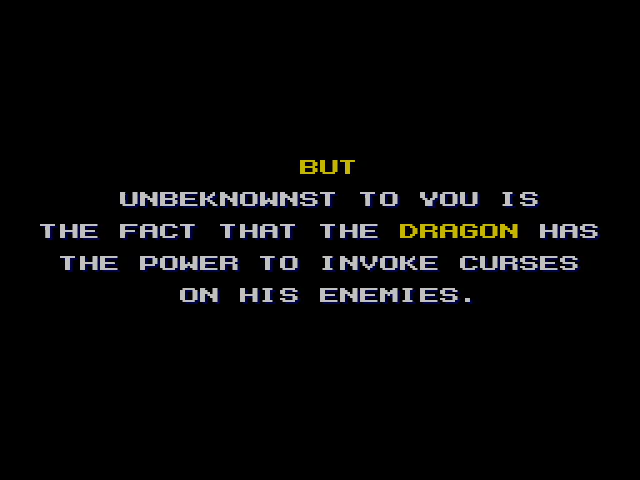 BUT
UNBEKNOWNST TO YOU IS
THE FACT THAT THE DRAGON HAS
THE POWER TO INVOKE CURSES
ON HIS ENEMIES.